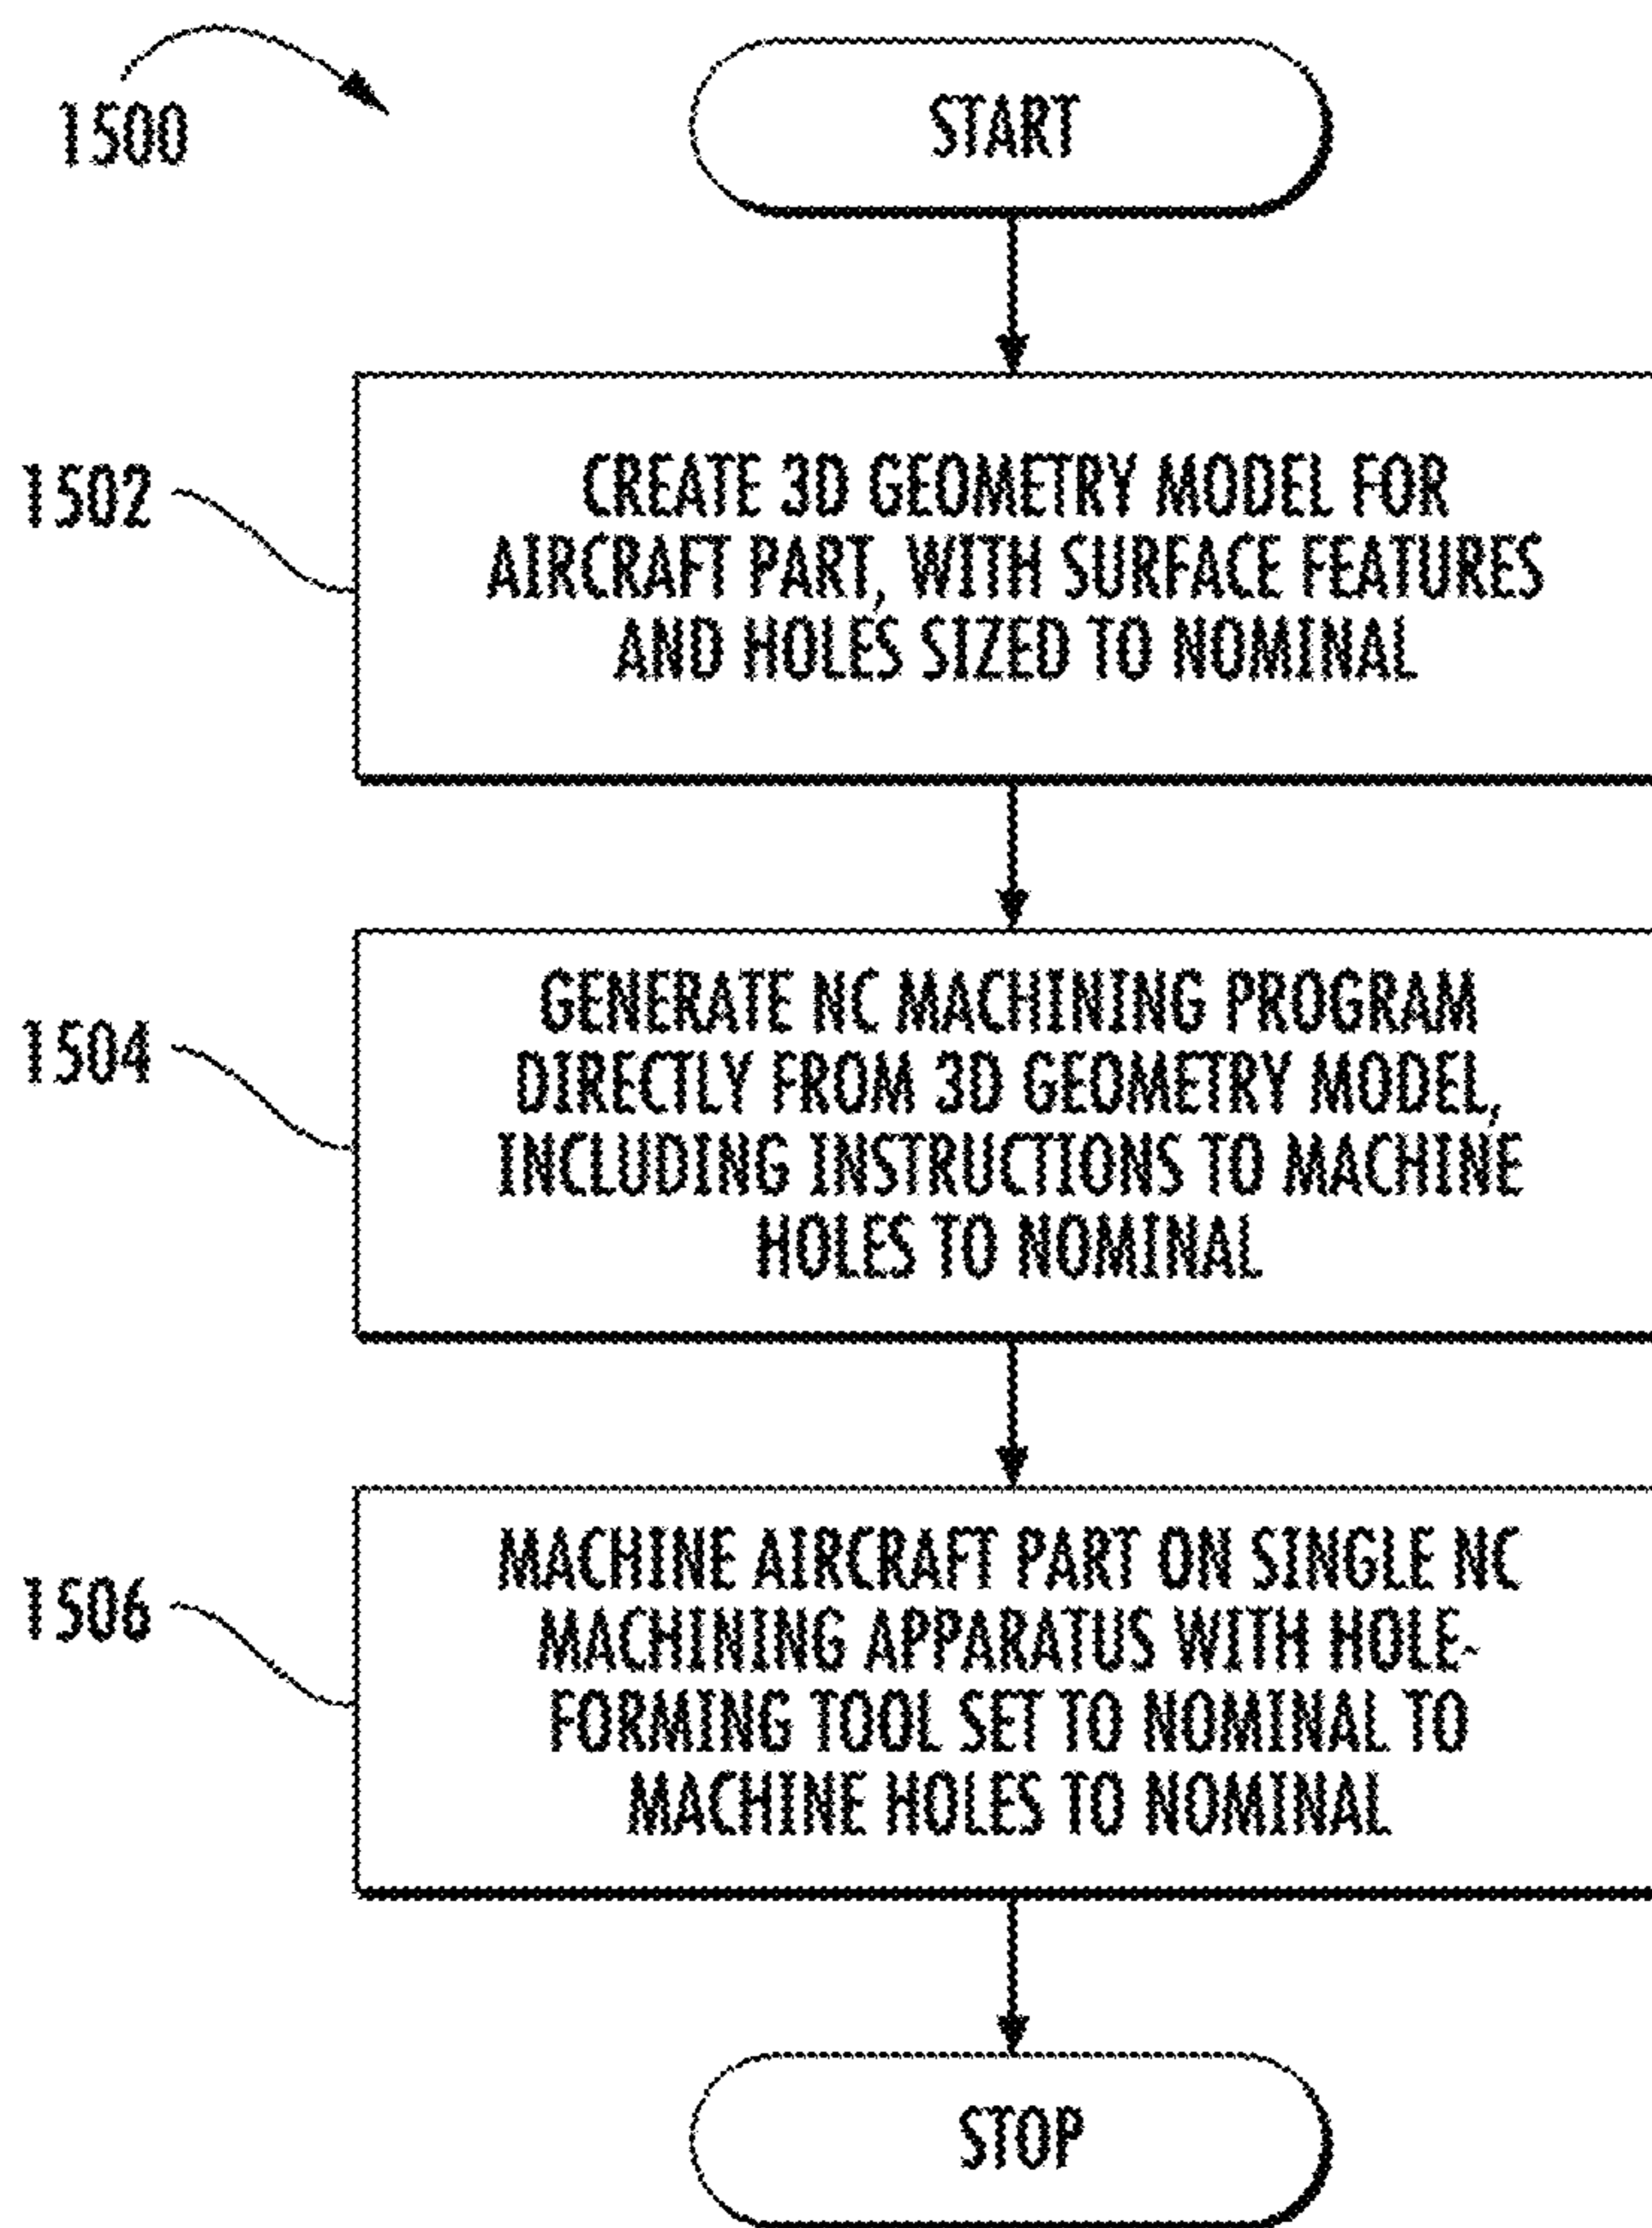 1500
START
1502
CREATE 3D GEOMETRY MODEL FOR
AIRCRAFT PART, WITH SURFACE FEATURES
AND HOLES SIZED TO NOMINAL
1504
GENERATE NC MACHINING PROGRAM
DIRECTLY FROM 3D GEOMETRY MODEL,
INCLUDING INSTRUCTIONS TO MACHINE
HOLES TO NOMINAL
1506
MACHINE AIRCRAFT PART ON SINGLE NC
MACHINING APPARATUS WITH HOLE-
FORMING TOOL SET TO NOMINAL TO
MACHINE HOLES TO NOMINAL
STOP